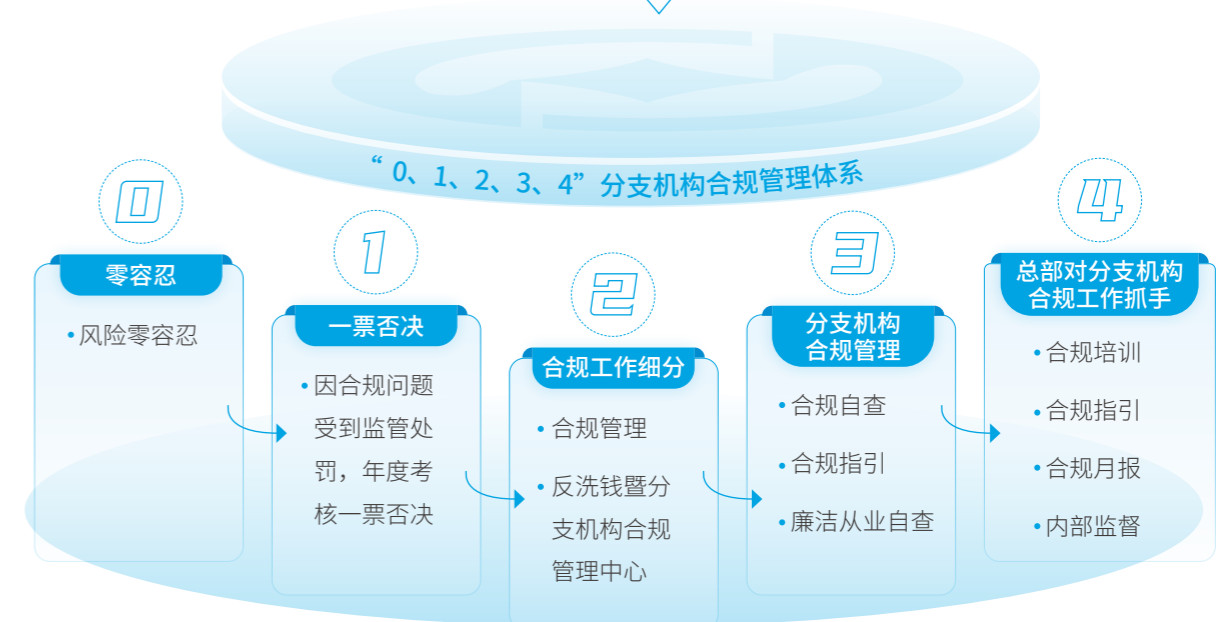 “0、1、2、3、4”分支机构合规管理体系
0
零容忍
•风险零容忍
1
一票否决
•因合规问题
受到监管处
罚，年度考
核一票否决
2
合规工作细分
•合规管理
•反洗钱暨分
支机构合规
管理中心
3
分支机构
合规管理
•合规自查
•合规指引
•廉洁从业自查
4
总部对分支机构
合规工作抓手
•合规培训
•合规指引
•合规月报
•内部监督